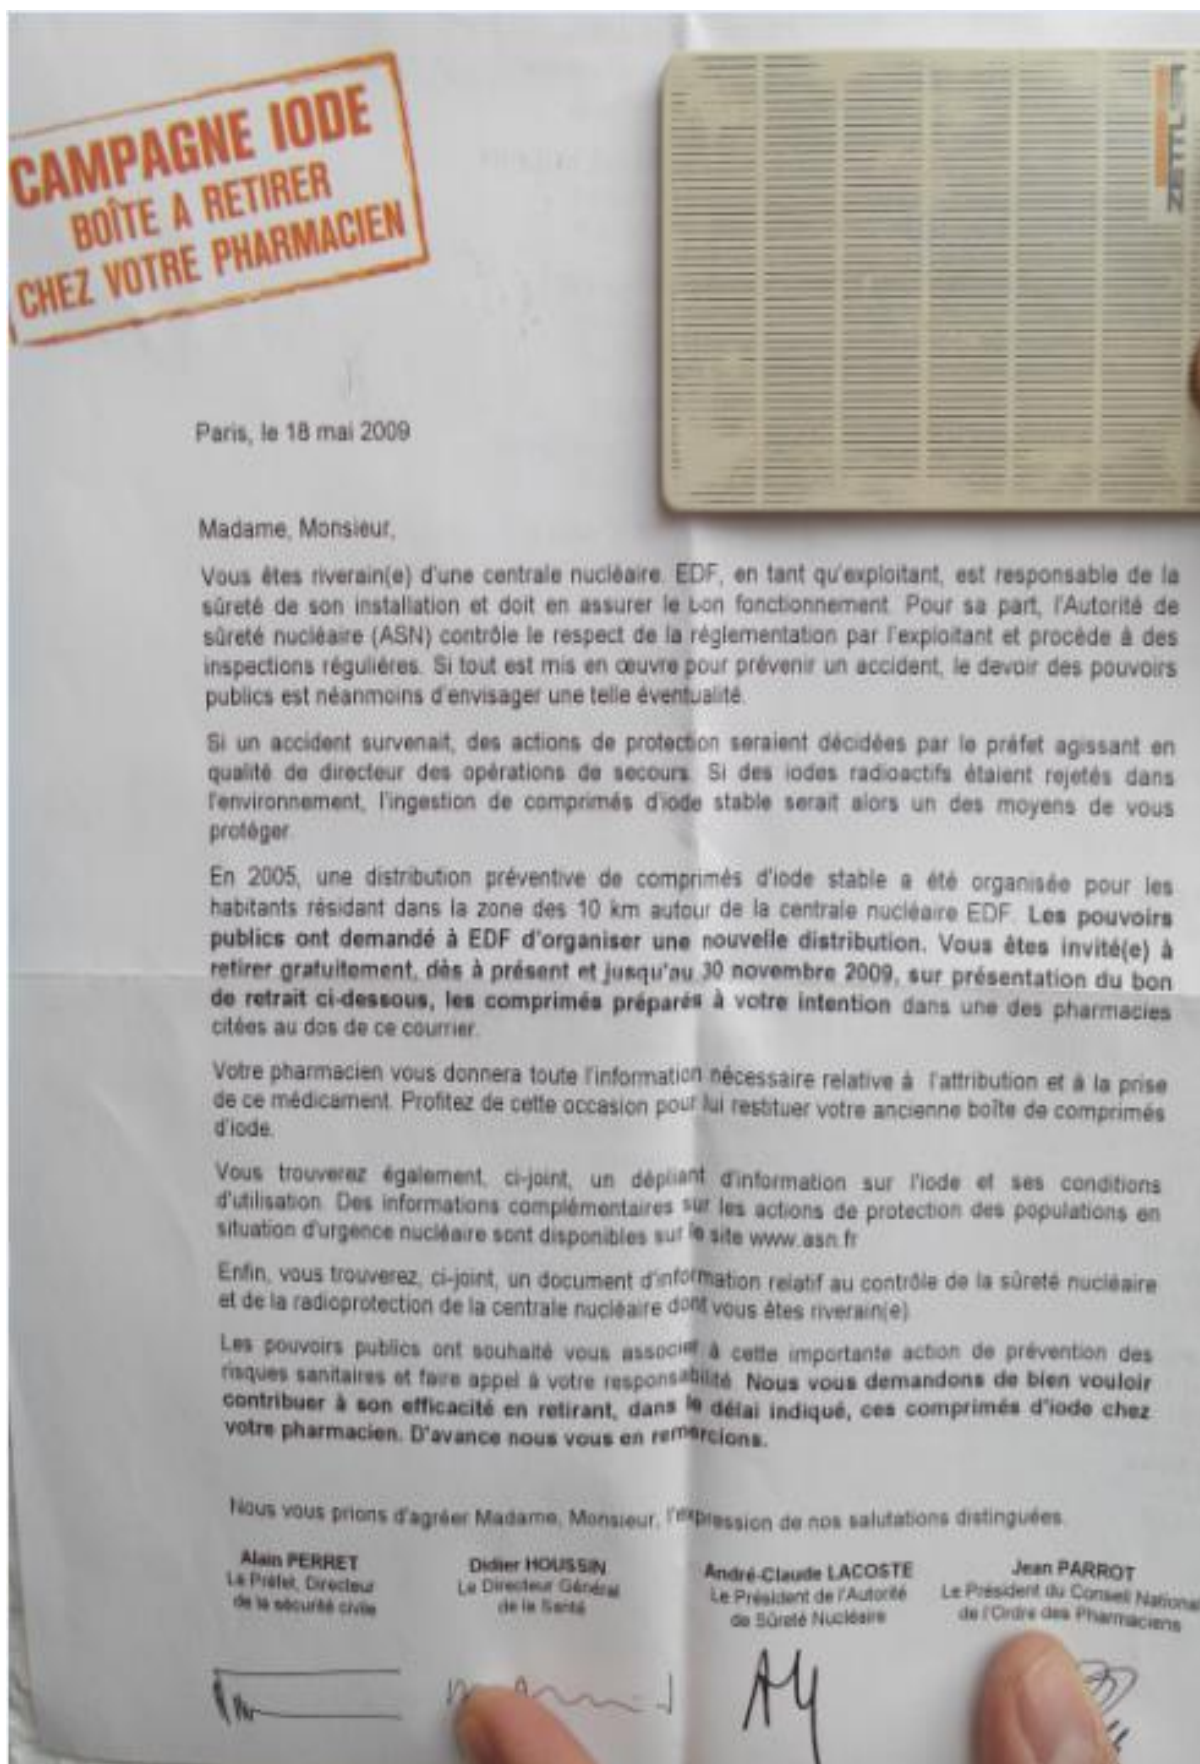 CAMPAGNE IODE
BOÎTE A RETIRER
CHEZ VOTRE PHARMACIEN
ZETTLER
Paris, le 18 mai 2009
Madame, Monsieur,
Vous êtes riverain(e) d'une centrale nucléaire. EDF, en tant qu'exploitant, est responsable de la
sûreté de son installation et doit en assurer le bon fonctionnement. Pour sa part, l'Autorité de
sûreté nucléaire (ASN) contrôle le respect de la réglementation par l'exploitant et procède à des
inspections régulières. Si tout est mis en œuvre pour prévenir un accident, le devoir des pouvoirs
publics est néanmoins d'envisager une telle éventualité.
Si un accident survenait, des actions de protection seraient décidées par le préfet agissant en
qualité de directeur des opérations de secours. Si des iodes radioactifs étaient rejetés dans
l'environnement, l'ingestion de comprimés d'iode stable serait alors un des moyens de vous
protéger.
En 2005, une distribution préventive de comprimés d'iode stable a été organisée pour les
habitants résidant dans la zone des 10 km autour de la centrale nucléaire EDF. Les pouvoirs
publics ont demandé à EDF d'organiser une nouvelle distribution. Vous êtes invité(e) à
retirer gratuitement, dès à présent et jusqu'au 30 novembre 2009, sur présentation du bon
de retrait ci-dessous, les comprimés préparés à votre intention dans une des pharmacies
citées au dos de ce courrier.
Votre pharmacien vous donnera toute l'information nécessaire relative à l'attribution et à la prise
de ce médicament. Profitez de cette occasion pour lui restituer votre ancienne boîte de comprimés
d'iode.
Vous trouverez également, ci-joint, un dépliant d'information sur l'iode et ses conditions
d'utilisation. Des informations complémentaires sur les actions de protection des populations en
situation d'urgence nucléaire sont disponibles sur le site www.asn.fr
Enfin, vous trouverez, ci-joint, un document d'information relatif au contrôle de la sûreté nucléaire
et de la radioprotection de la centrale nucléaire dont vous êtes riverain(e).
Les pouvoirs publics ont souhaité vous associer à cette importante action de prévention des
risques sanitaires et faire appel à votre responsabilité. Nous vous demandons de bien vouloir
contribuer à son efficacité en retirant, dans le délai indiqué, ces comprimés d'iode chez
votre pharmacien. D'avance nous vous en remercions.
Nous vous prions d'agréer Madame, Monsieur, l'expression de nos salutations distinguées.
Alain PERRET
Le Préfet, Directeur
de la sécurité civile
Didier HOUSSIN
Le Directeur Général
de la Santé
André-Claude LACOSTE
Le Président de l'Autorité
de Sûreté Nucléaire
Jean PARROT
Le Président du Conseil National
de l'Ordre des Pharmaciens